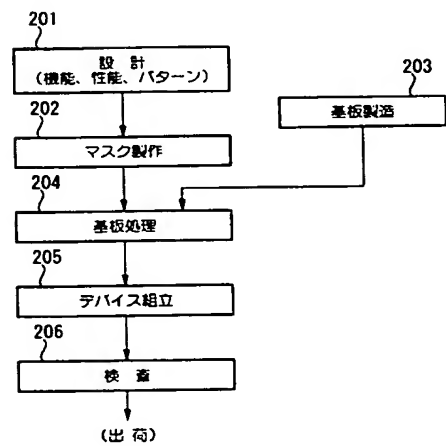 201
設 計
(機能、性能、パターン)
202
マスク製作
203
基板製造
204
基板処理
205
デバイス組立
206
検 査
(出 荷)